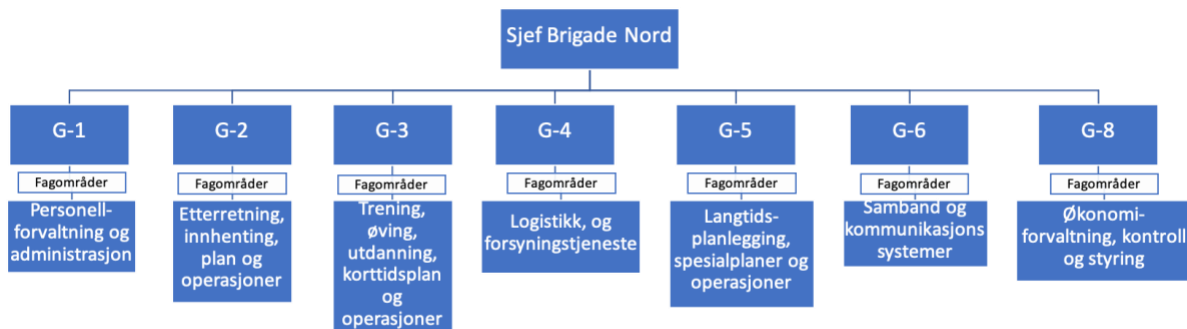 Sjef Brigade Nord
G-1
G-2
G-3
G-4
G-5
G-6
G-8
Fagområder
Fagområder
Fagområder
Fagområder
Fagområder
Fagområder
Fagområder
Personell-
forvaltning og
administrasjon
Etterretning,
innhenting,
plan og
operasjoner
Trening,
øving,
utdanning,
korttidsplan
og
operasjoner
Logistikk, og
forsyningstjeneste
Langtids-
planlegging,
spesialplaner og
operasjoner
Samband og
kommunikasjons
systemer
Økonomi-
forvaltning, kontroll
og styring